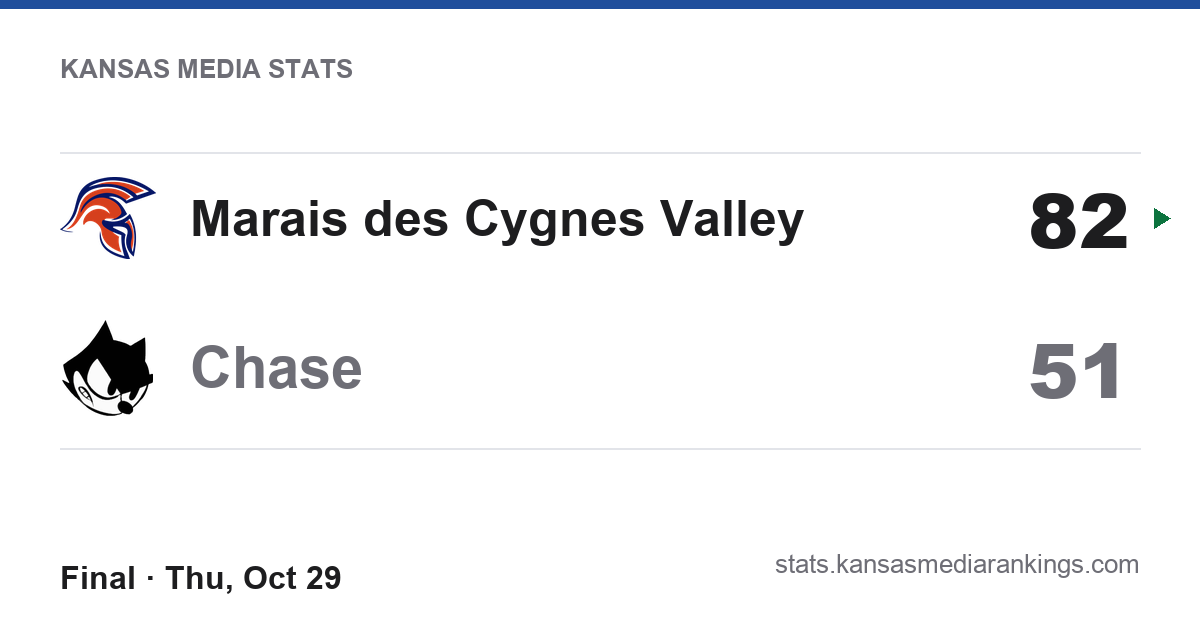 KANSAS MEDIA STATS
Marais des Cygnes Valley 82
Chase 51
Final · Thu, Oct 29
stats.kansasmediarankings.com